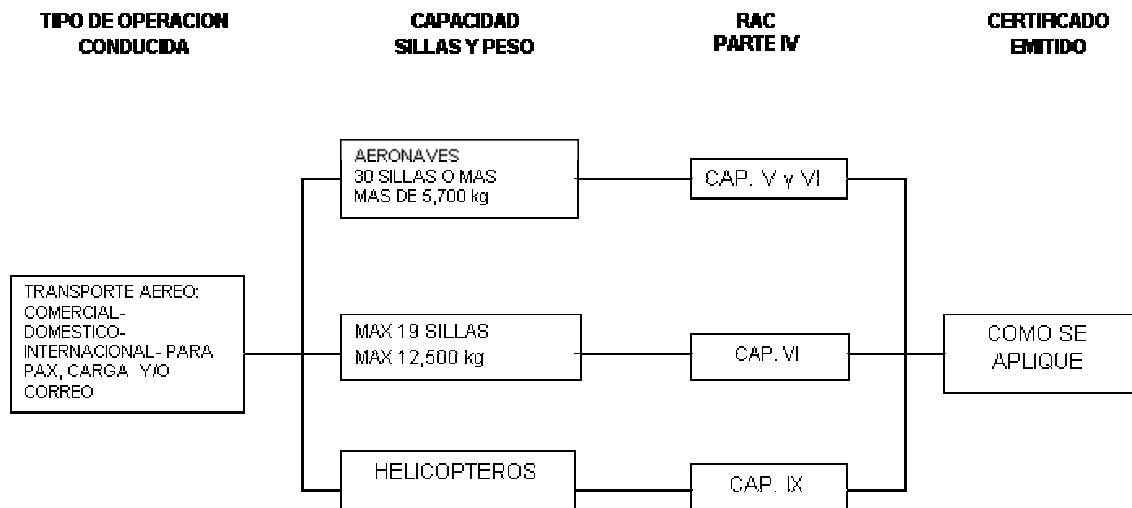 TIPO DE OPERACION
CONDUCIDA
CAPACIDAD
SILLAS Y PESO
RAC
PARTE IV
CERTIFICADO
EMITIDO
AERONAVES
30 SILLAS O MAS
MAS DE 5,700 kg
CAP. V y VI
TRANSPORTE AEREO:
COMERCIAL-
DOMESTICO-
INTERNACIONAL- PARA
PAX, CARGA Y/O
CORREO
MAX 19 SILLAS
MAX 12,500 kg
CAP. VI
COMO SE
APLIQUE
HELICOPTEROS
CAP. IX